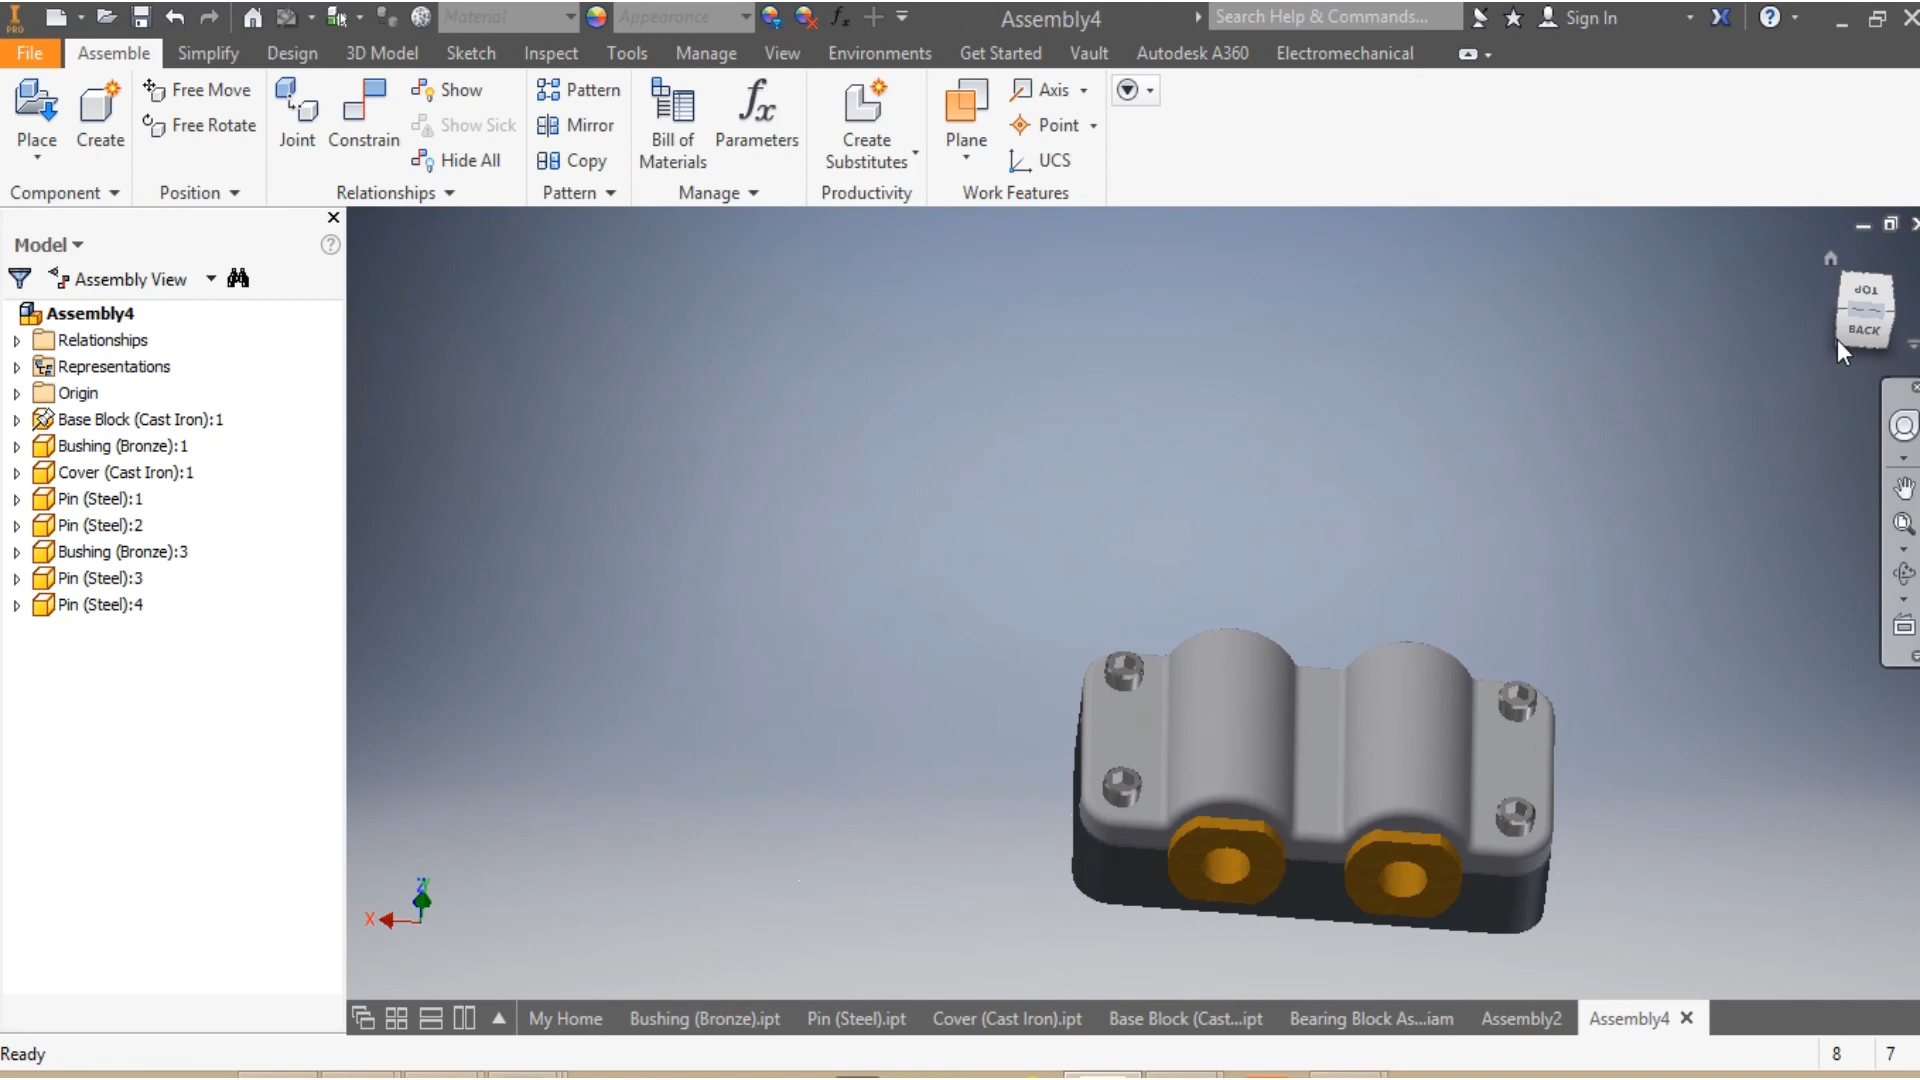 PRO
Material
Appearance
fx
Assembly4
Search Help & Commands...
Sign In
File
Assemble
Simplify
Design
3D Model
Sketch
Inspect
Tools
Manage
View
Environments
Get Started
Vault
Autodesk A360
Electromechanical
Place
Create
Free Move
Free Rotate
Joint
Constrain
Show
Show Sick
Hide All
Pattern
Mirror
Copy
Bill of
Materials
fx
Parameters
Create
Substitutes
Plane
Axis
Point
UCS
Component
Position
Relationships
Pattern
Manage
Productivity
Work Features
Model
Assembly View
Assembly4
Relationships
Representations
Origin
Base Block (Cast Iron):1
Bushing (Bronze):1
Cover (Cast Iron):1
Pin (Steel):1
Pin (Steel):2
Bushing (Bronze):3
Pin (Steel):3
Pin (Steel):4
TOP
BACK
X
My Home
Bushing (Bronze).ipt
Pin (Steel).ipt
Cover (Cast Iron).ipt
Base Block (Cast...ipt
Bearing Block As...iam
Assembly2
Assembly4
Ready
8
7